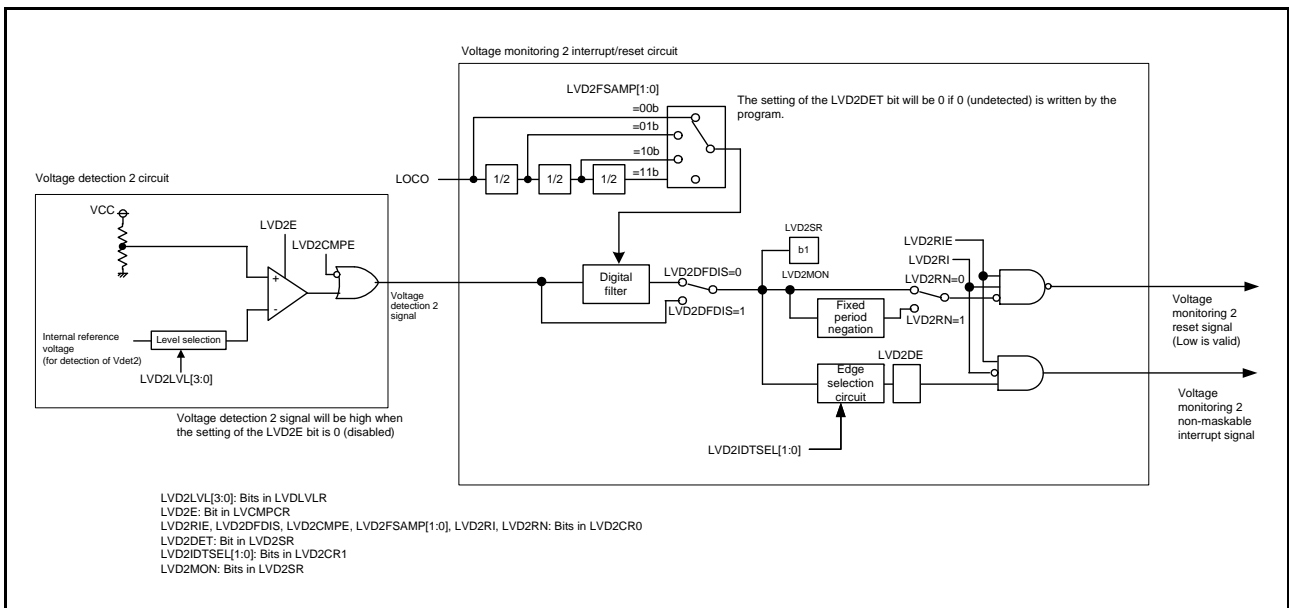 Voltage monitoring 2 interrupt/reset circuit
LVD2FSAMP[1:0]
=00b
=01b
=10b
=11b
The setting of the LVD2DET bit will be 0 if 0 (undetected) is written by the
program.
LOCO
1/2
1/2
1/2
Voltage detection 2 circuit
VCC
LVD2E
LVD2CMPE
+
-
Internal reference
voltage
(for detection of Vdet2)
Level selection
LVD2LVL[3:0]
Voltage
detection 2
signal
Voltage detection 2 signal will be high when
the setting of the LVD2E bit is 0 (disabled)
Digital
filter
LVD2DFDIS=0
LVD2DFDIS=1
LVD2SR
b1
LVD2MON
Fixed
period
negation
LVD2RIE
LVD2RI
LVD2RN=0
LVD2RN=1
LVD2DE
Edge
selection
circuit
LVD2IDTSEL[1:0]
Voltage
monitoring 2
reset signal
(Low is valid)
Voltage
monitoring 2
non-maskable
interrupt signal
LVD2LVL[3:0]: Bits in LVDLVLR
LVD2E: Bit in LVCMPCR
LVD2RIE, LVD2DFDIS, LVD2CMPE, LVD2FSAMP[1:0], LVD2RI, LVD2RN: Bits in LVD2CR0
LVD2DET: Bit in LVD2SR
LVD2IDTSEL[1:0]: Bits in LVD2CR1
LVD2MON: Bits in LVD2SR